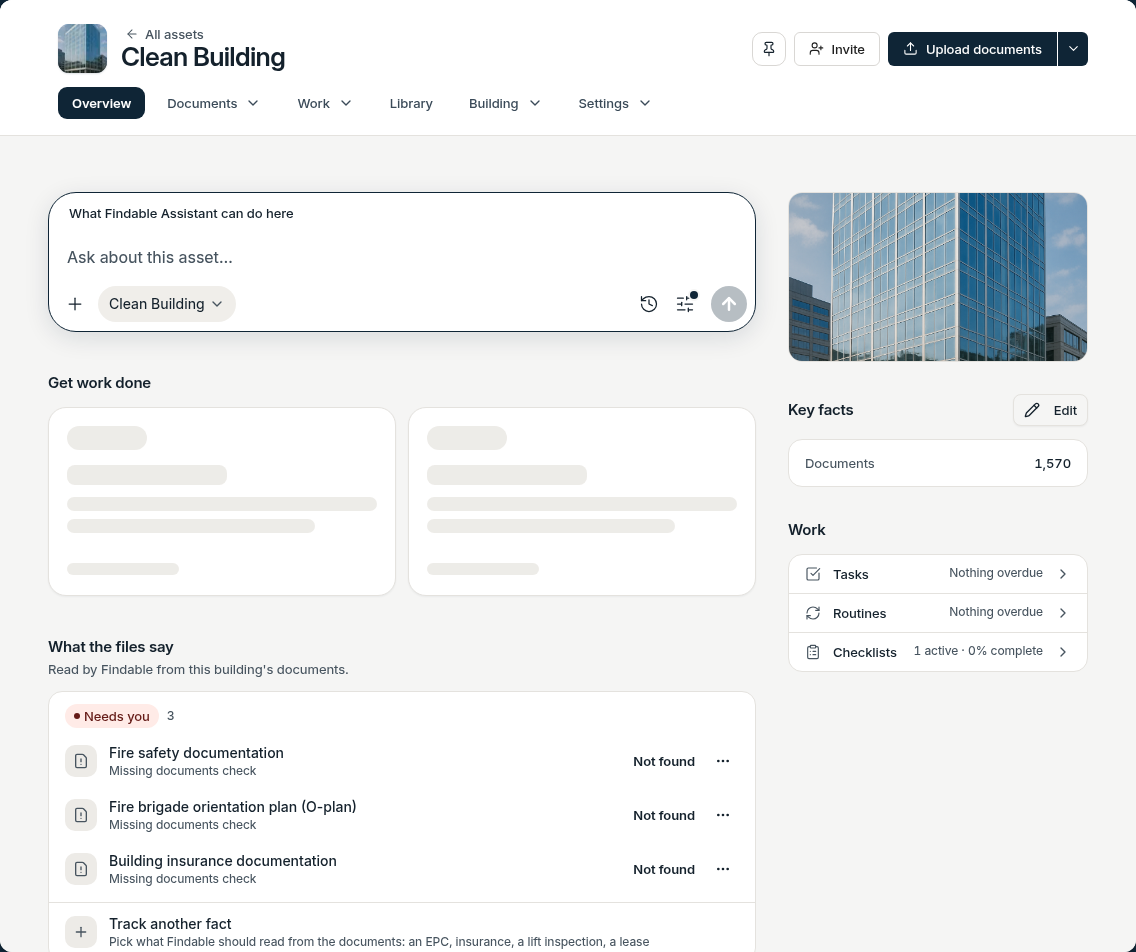 All assets
Clean Building
Invite
Upload documents
Overview
Documents
Work
Library
Building
Settings
What Findable Assistant can do here
Ask about this asset...
Clean Building
Get work done
Key facts
Edit
Documents
1,570
Work
Tasks
Nothing overdue
Routines
Nothing overdue
Checklists
1 active · 0% complete
What the files say
Read by Findable from this building's documents.
Needs you
3
Fire safety documentation
Missing documents check
Not found
Fire brigade orientation plan (O-plan)
Missing documents check
Not found
Building insurance documentation
Missing documents check
Not found
Track another fact
Pick what Findable should read from the documents: an EPC, insurance, a lift inspection, a lease